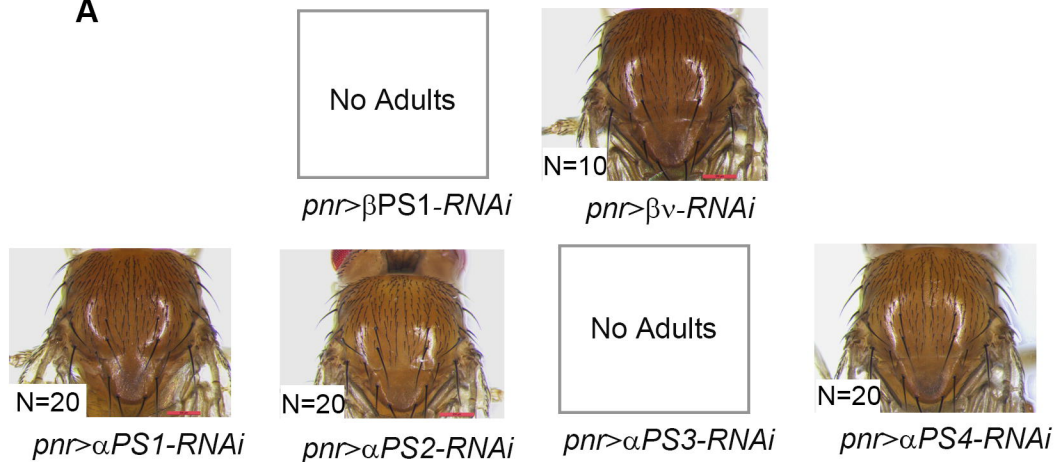 A
No Adults
N=10
pnr>βPS1-RNAi
pnr>βν-RNAi
No Adults
N=20
N=20
N=20
pnr>αPS1-RNAi
pnr>αPS2-RNAi
pnr>αPS3-RNAi
pnr>αPS4-RNAi